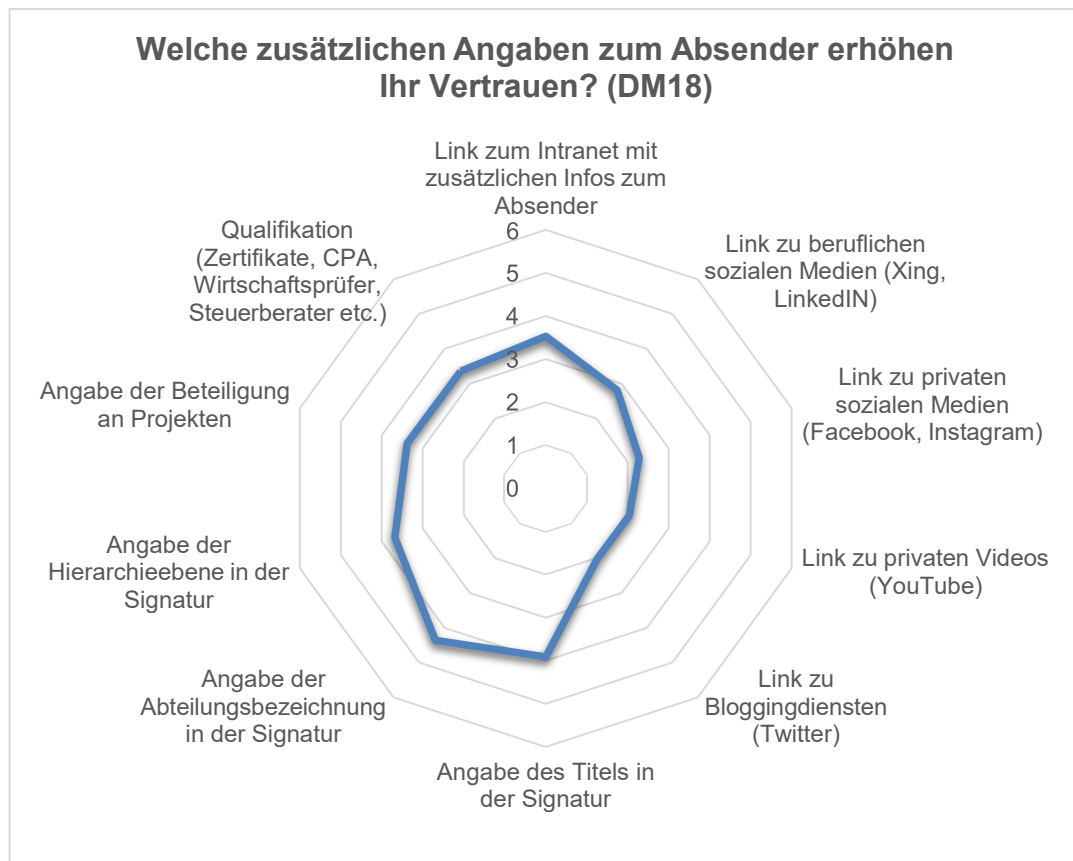 Welche zusätzlichen Angaben zum Absender erhöhen
Ihr Vertrauen? (DM18)
Link zum Intranet mit
zusätzlichen Infos zum
Absender
Link zu beruflichen
sozialen Medien (Xing,
LinkedIN)
Link zu privaten
sozialen Medien
(Facebook, Instagram)
Link zu privaten Videos
(YouTube)
Link zu
Bloggingdiensten
(Twitter)
Angabe des Titels in
der Signatur
Angabe der
Abteilungsbezeichnung
in der Signatur
Angabe der
Hierarchieebene in der
Signatur
Angabe der Beteiligung
an Projekten
Qualifikation
(Zertifikate, CPA,
Wirtschaftsprüfer,
Steuerberater etc.)
6
5
4
3
2
1
0